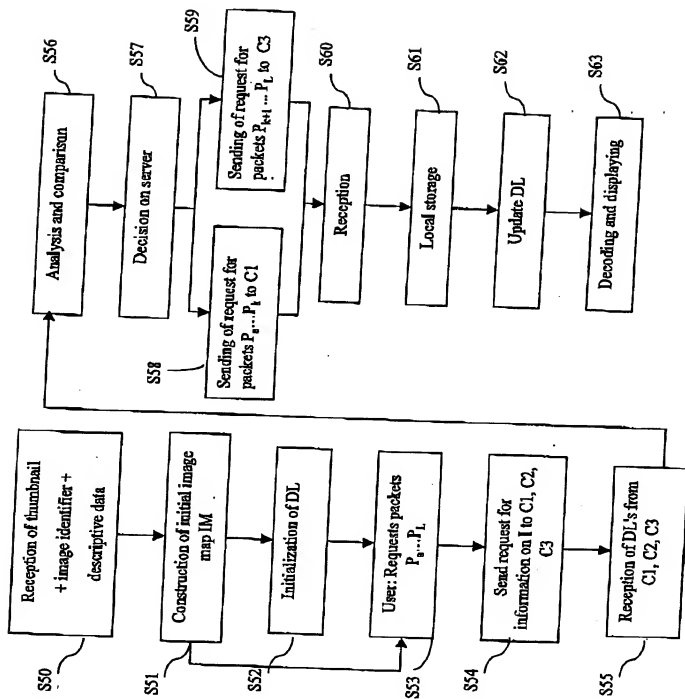 S50
Reception of thumbnail
+ image identifier +
descriptive data
S51
Construction of initial image
map IM
S52
Initialization of DL
S53
User: Requests packets
Pₙ...P_L
S54
Send request for
information on I to C1, C2,
C3
S55
Reception of DL's from
C1, C2, C3
S56
Analysis and comparison
S57
Decision on server
S58
Sending of request for
packets Pₙ...Pₖ to C1
S59
Sending of request for
packets Pₖ₊₁ ... P_L to C3
S60
Reception
S61
Local storage
S62
Update DL
S63
Decoding and displaying